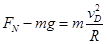 F_N − mg = m v_D^2 / R